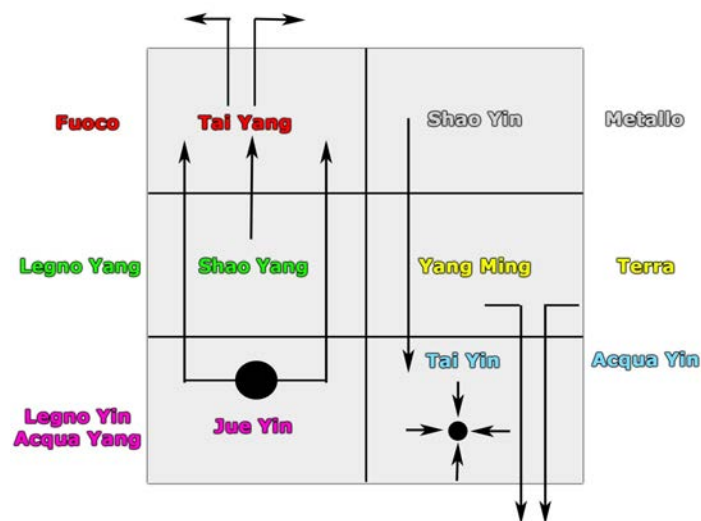 Fuoco
Tai Yang
Shao Yin
Metallo
Legno Yang
Shao Yang
Yang Ming
Terra
Tai Yin
Acqua Yin
Legno Yin
Acqua Yang
Jue Yin